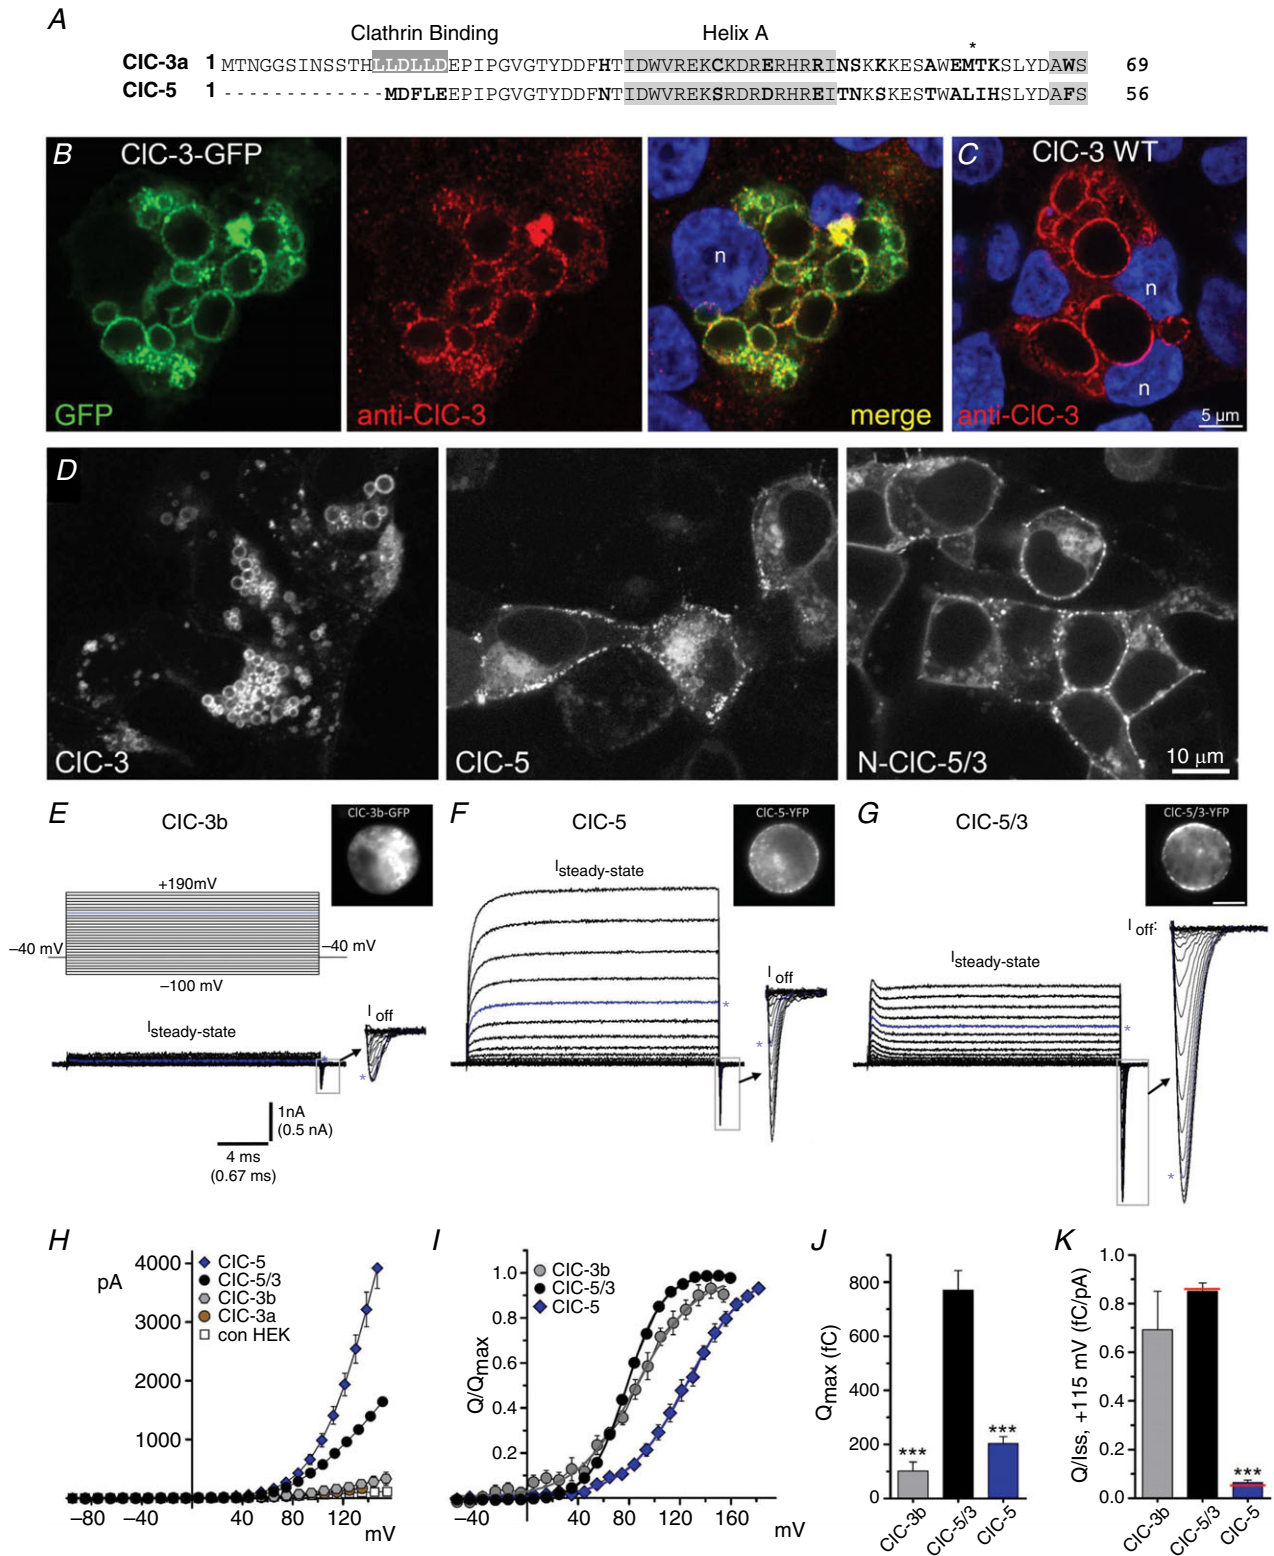 A
Clathrin Binding
Helix A
*
ClC-3a 1 MTNGGSINSSTHLLDLLDEPIPGVGTYDDFHTIDWVREKCKDRERHRRINSKKKESAWEMTKSLYDAWS 69
ClC-5 1 -------------MDFLEEPIPGVGTYDDFNTIDWVREKSRDRDRHREITNKSKESTWALIHSLYDAFS 56
B
ClC-3-GFP
GFP
anti-ClC-3
n
merge
C
ClC-3 WT
n
n
anti-ClC-3
5 µm
D
ClC-3
ClC-5
N-ClC-5/3
10 µm
E
ClC-3b
ClC-3b-GFP
+190mV
–40 mV
–40 mV
–100 mV
Isteady-state
I off
*
*
1nA
(0.5 nA)
4 ms
(0.67 ms)
F
ClC-5
ClC-5-YFP
Isteady-state
I off
*
*
G
ClC-5/3
ClC-5/3-YFP
Isteady-state
I off:
*
*
H
pA
4000
3000
2000
1000
ClC-5
ClC-5/3
ClC-3b
ClC-3a
con HEK
–80
–40
40
80
120
mV
I
Q/Qmax
1.0
0.8
0.6
0.4
0.2
ClC-3b
ClC-5/3
ClC-5
–40
40
80
120
160
mV
J
Qmax (fC)
800
600
400
200
0
***
***
ClC-3b
ClC-5/3
ClC-5
K
Q/Iss, +115 mV (fC/pA)
1.0
0.8
0.6
0.4
0.2
0.0
***
ClC-3b
ClC-5/3
ClC-5